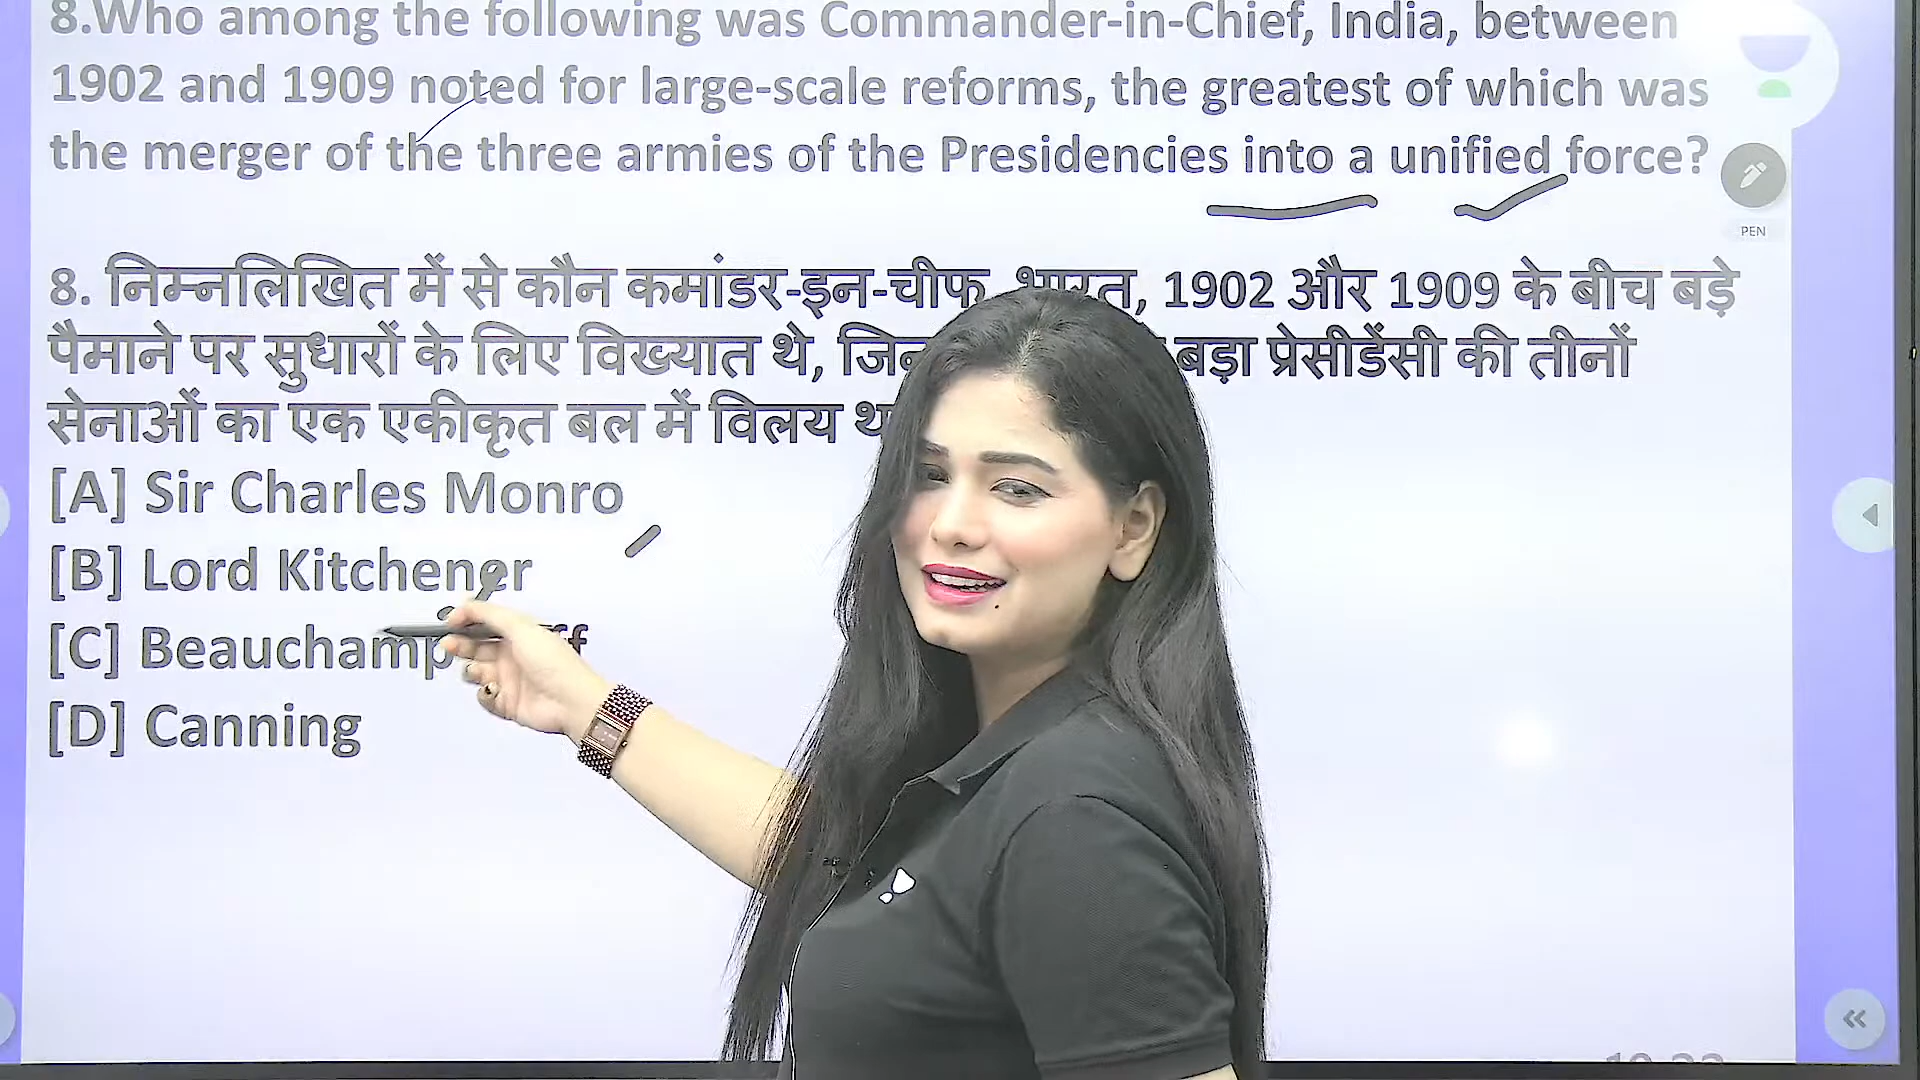 8.Who among the following was Commander-in-Chief, India, between
1902 and 1909 noted for large-scale reforms, the greatest of which was
the merger of the three armies of the Presidencies into a unified force?
PEN
8. निम्नलिखित में से कौन कमांडर-इन-चीफ, भारत, 1902 और 1909 के बीच बड़े
पैमाने पर सुधारों के लिए विख्यात थे, बड़ा प्रेसीडेंसी की तीनों
सेनाओं का एक एकीकृत बल में विलय
[A] Sir Charles Monro
[B] Lord Kitchener
[C] Beauchamp
[D] Canning